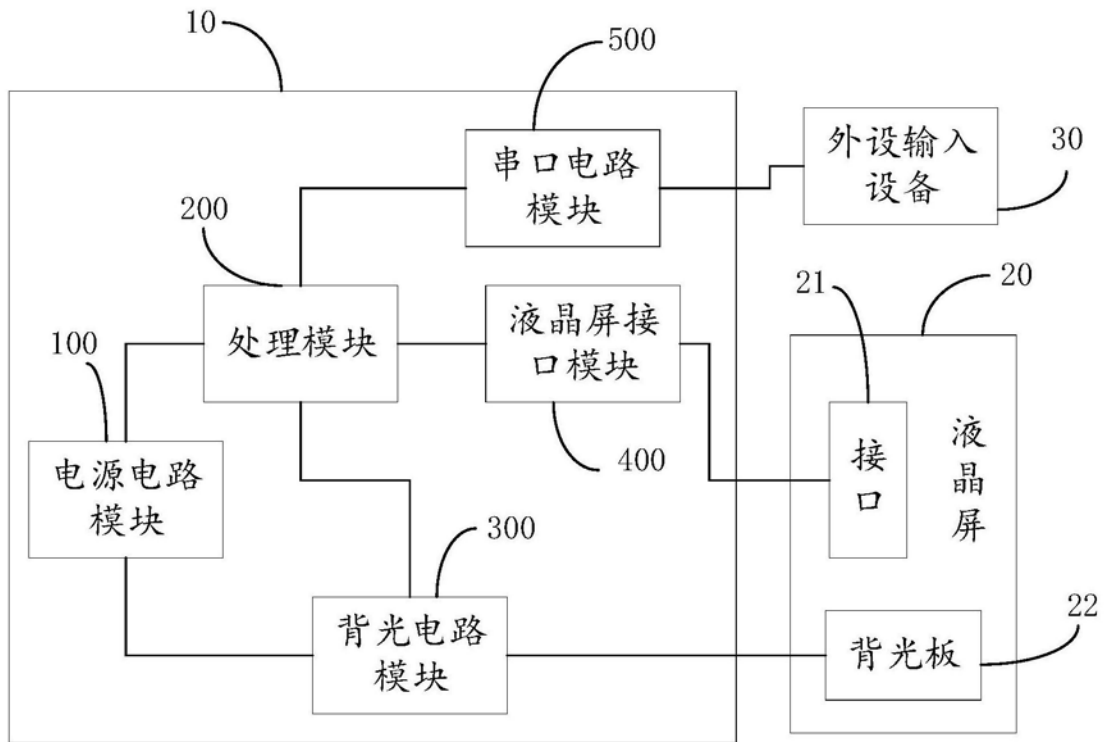 10
500
串口电路
模块
外设输入
设备
30
200
处理模块
液晶屏接
口模块
400
21
20
100
电源电路
模块
接
口
液
晶
屏
300
背光电路
模块
22
背光板